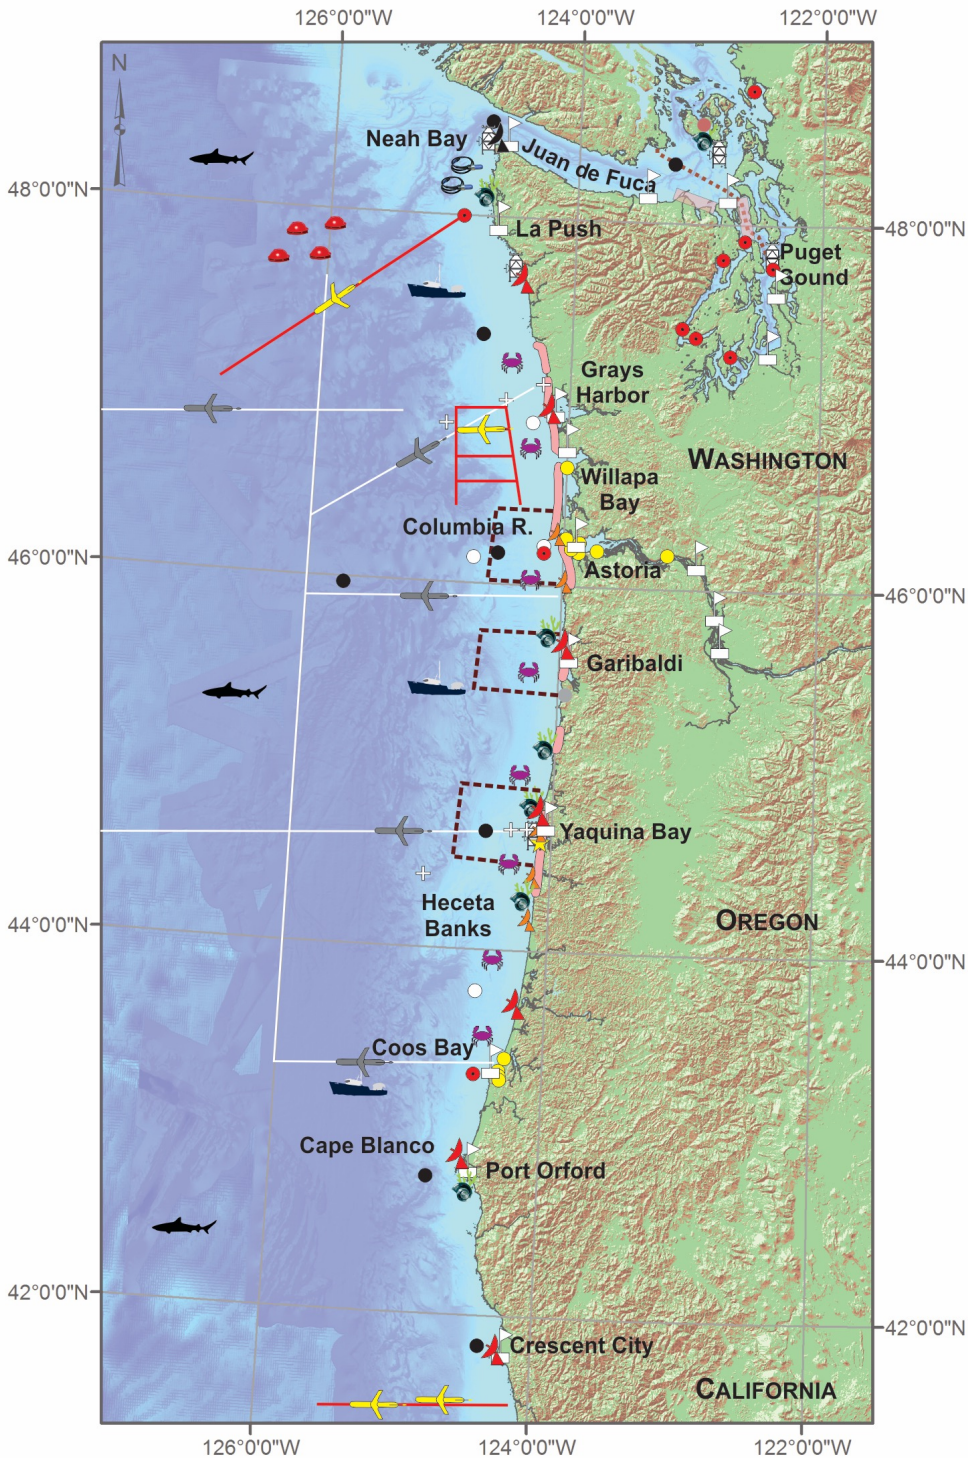 126°0'0"W 124°0'0"W 122°0'0"W
N
Neah Bay
Juan de Fuca
48°0'0"N
48°0'0"N
La Push
Puget
Sound
Grays
Harbor
WASHINGTON
Willapa
Bay
Columbia R.
46°0'0"N
Astoria
46°0'0"N
Garibaldi
Yaquina Bay
Heceta
Banks
OREGON
44°0'0"N
44°0'0"N
Coos Bay
Cape Blanco
Port Orford
42°0'0"N
42°0'0"N
Crescent City
CALIFORNIA
126°0'0"W 124°0'0"W 122°0'0"W